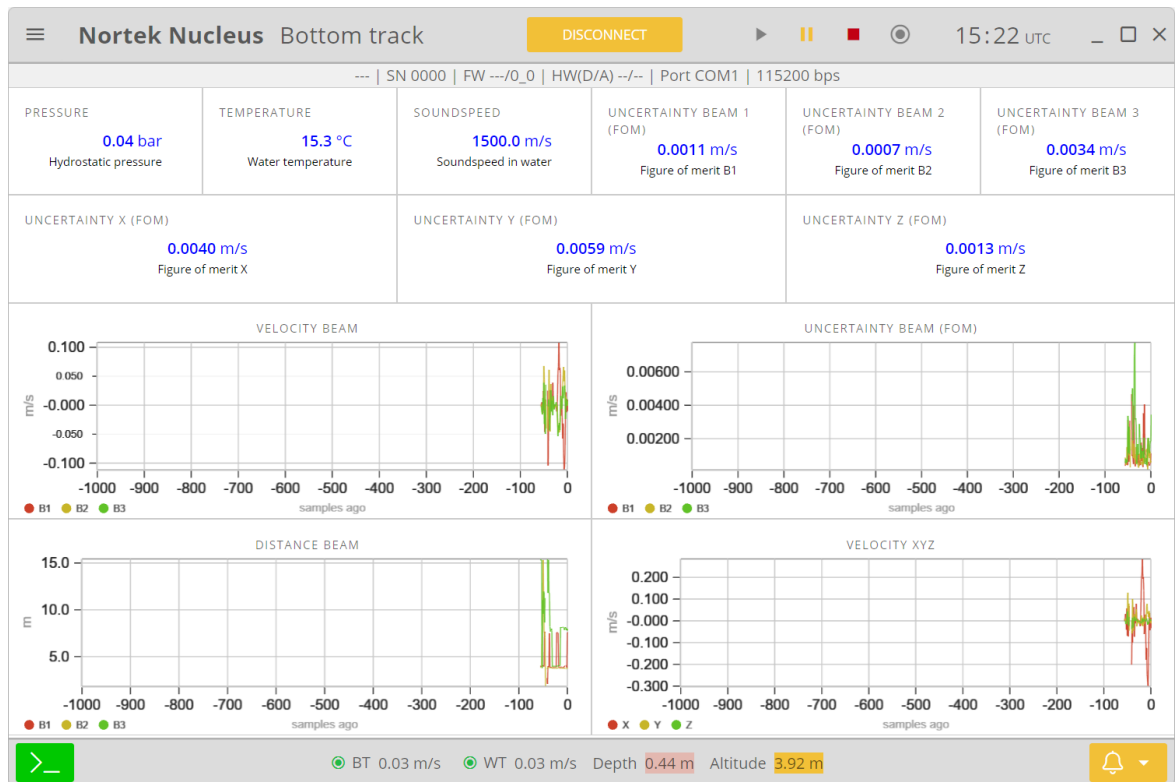 Nortek Nucleus Bottom track DISCONNECT 15:22 UTC
--- | SN 0000 | FW ---/0_0 | HW(D/A) --/-- | Port COM1 | 115200 bps
PRESSURE
0.04 bar
Hydrostatic pressure
TEMPERATURE
15.3 °C
Water temperature
SOUNDSPEED
1500.0 m/s
Soundspeed in water
UNCERTAINTY BEAM 1
(FOM)
0.0011 m/s
Figure of merit B1
UNCERTAINTY BEAM 2
(FOM)
0.0007 m/s
Figure of merit B2
UNCERTAINTY BEAM 3
(FOM)
0.0034 m/s
Figure of merit B3
UNCERTAINTY X (FOM)
0.0040 m/s
Figure of merit X
UNCERTAINTY Y (FOM)
0.0059 m/s
Figure of merit Y
UNCERTAINTY Z (FOM)
0.0013 m/s
Figure of merit Z
VELOCITY BEAM
0.100
0.050
-0.000
-0.050
-0.100
m/s
-1000 -900 -800 -700 -600 -500 -400 -300 -200 -100 0
B1 B2 B3 samples ago
UNCERTAINTY BEAM (FOM)
0.00600
0.00400
0.00200
m/s
-1000 -900 -800 -700 -600 -500 -400 -300 -200 -100 0
B1 B2 B3 samples ago
DISTANCE BEAM
15.0
10.0
5.0
m
-1000 -900 -800 -700 -600 -500 -400 -300 -200 -100 0
B1 B2 B3 samples ago
VELOCITY XYZ
0.200
0.100
-0.000
-0.100
-0.200
-0.300
m/s
-1000 -900 -800 -700 -600 -500 -400 -300 -200 -100 0
X Y Z samples ago
BT 0.03 m/s WT 0.03 m/s Depth 0.44 m Altitude 3.92 m